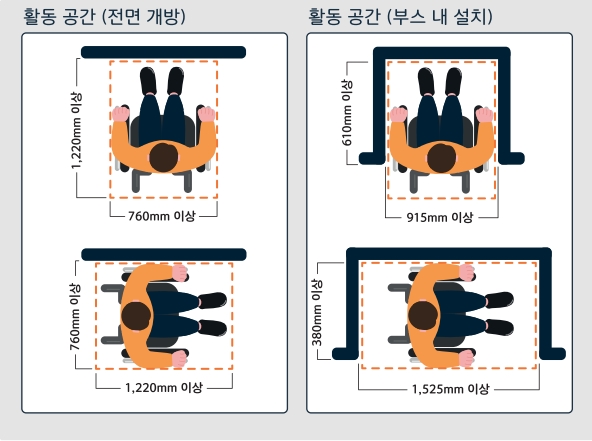 활동 공간 (전면 개방)
1,220mm 이상
760mm 이상
760mm 이상
1,220mm 이상
활동 공간 (부스 내 설치)
610mm 이상
915mm 이상
380mm 이상
1,525mm 이상